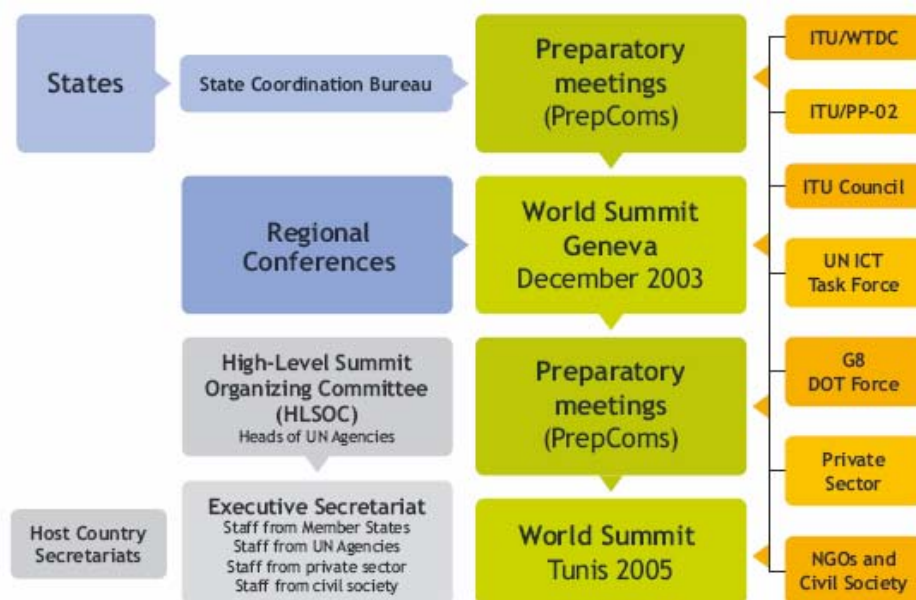 States
State Coordination Bureau
Preparatory
meetings
(PrepComs)
ITU/WTDC
ITU/PP-02
Regional
Conferences
World Summit
Geneva
December 2003
ITU Council
UN ICT
Task Force
High-Level Summit
Organizing Committee
(HLSOC)
Heads of UN Agencies
Preparatory
meetings
(PrepComs)
G8
DOT Force
Private
Sector
Host Country
Secretariats
Executive Secretariat
Staff from Member States
Staff from UN Agencies
Staff from private sector
Staff from civil society
World Summit
Tunis 2005
NGOs and
Civil Society